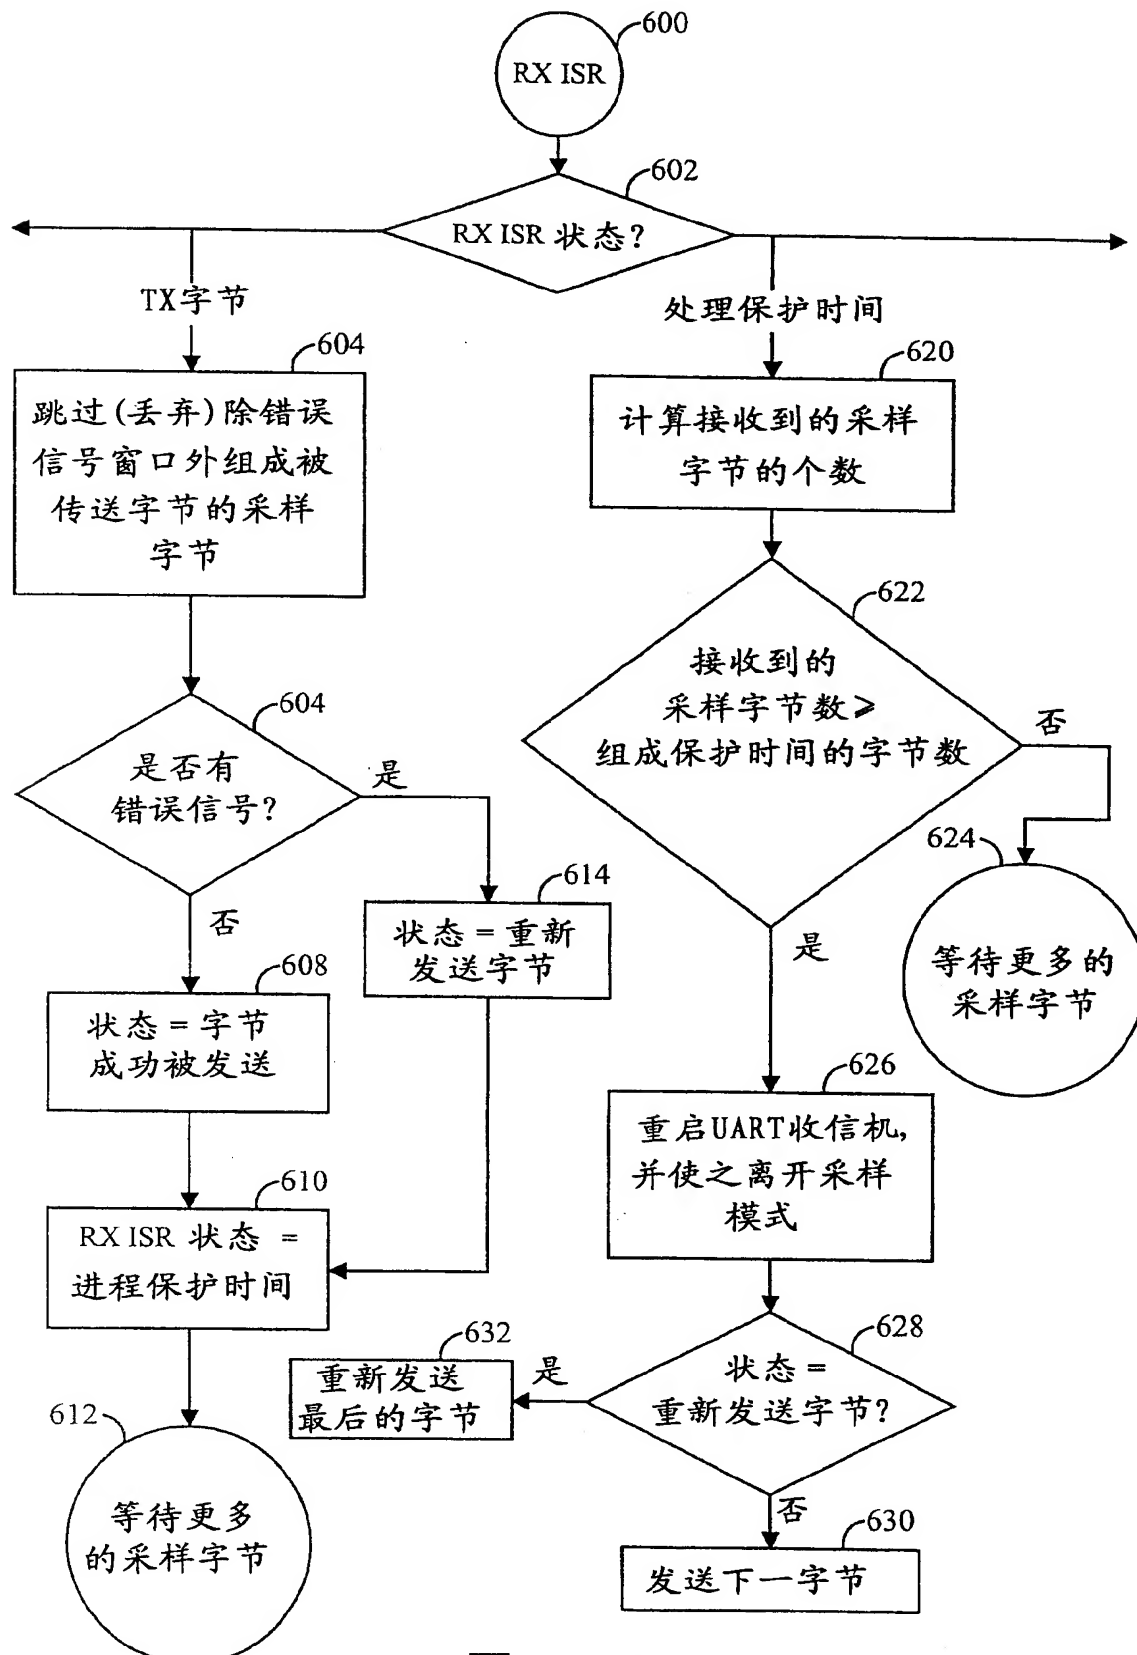 600
RX ISR
602
RX ISR 状态?
TX字节
处理保护时间
604
跳过(丢弃)除错误
信号窗口外组成被
传送字节的采样
字节
620
计算接收到的采样
字节的个数
622
接收到的
采样字节数≥
组成保护时间的字节数
否
是
624
等待更多的
采样字节
604
是否有
错误信号?
是
否
614
状态=重新
发送字节
608
状态=字节
成功被发送
610
RX ISR 状态 =
进程保护时间
612
等待更多
的采样字节
626
重启UART收信机,
并使之离开采样
模式
628
状态=
重新发送字节?
是
632
重新发送
最后的字节
否
630
发送下一字节